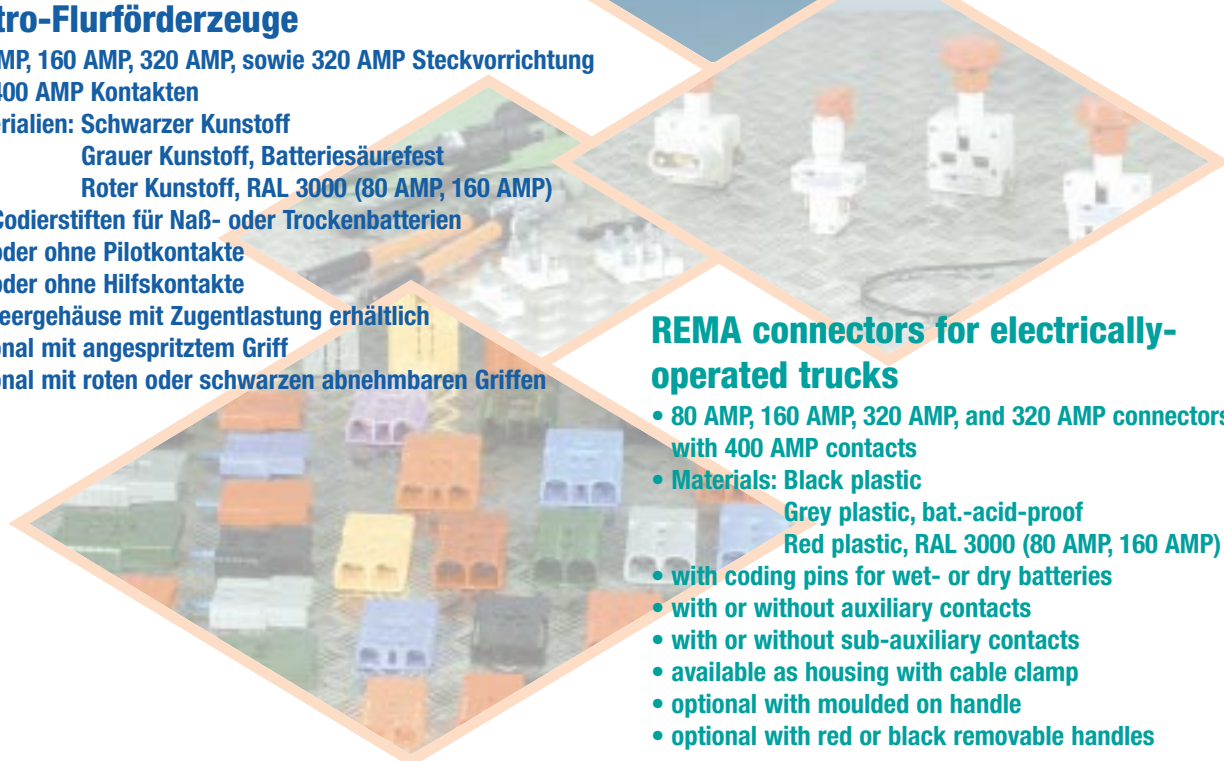 tro-Flurförderzeuge
MP, 160 AMP, 320 AMP, sowie 320 AMP Steckvorrichtung
400 AMP Kontakten
erialien: Schwarzer Kunstoff
Grauer Kunstoff, Batteriesäurefest
Roter Kunstoff, RAL 3000 (80 AMP, 160 AMP)
Codierstiften für Naß- oder Trockenbatterien
oder ohne Pilotkontakte
oder ohne Hilfskontakte
eergehäuse mit Zugentlastung erhältlich
onal mit angespritztem Griff
onal mit roten oder schwarzen abnehmbaren Griffen
REMA connectors for electrically-
operated trucks
• 80 AMP, 160 AMP, 320 AMP, and 320 AMP connectors
with 400 AMP contacts
• Materials: Black plastic
Grey plastic, bat.-acid-proof
Red plastic, RAL 3000 (80 AMP, 160 AMP)
• with coding pins for wet- or dry batteries
• with or without auxiliary contacts
• with or without sub-auxiliary contacts
• available as housing with cable clamp
• optional with moulded on handle
• optional with red or black removable handles